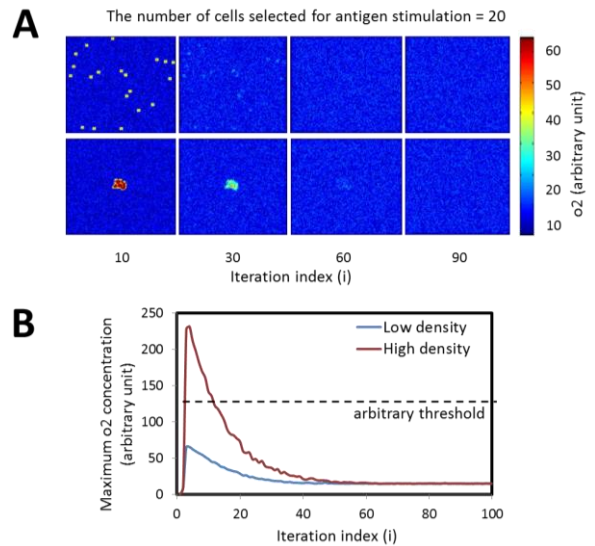 A
The number of cells selected for antigen stimulation = 20
60
50
40
30
20
10
o2 (arbitrary unit)
10 30 60 90
Iteration index (i)
B
Maximum o2 concentration
(arbitrary unit)
250
200
150
100
50
0
Low density
High density
arbitrary threshold
0 20 40 60 80 100
Iteration index (i)